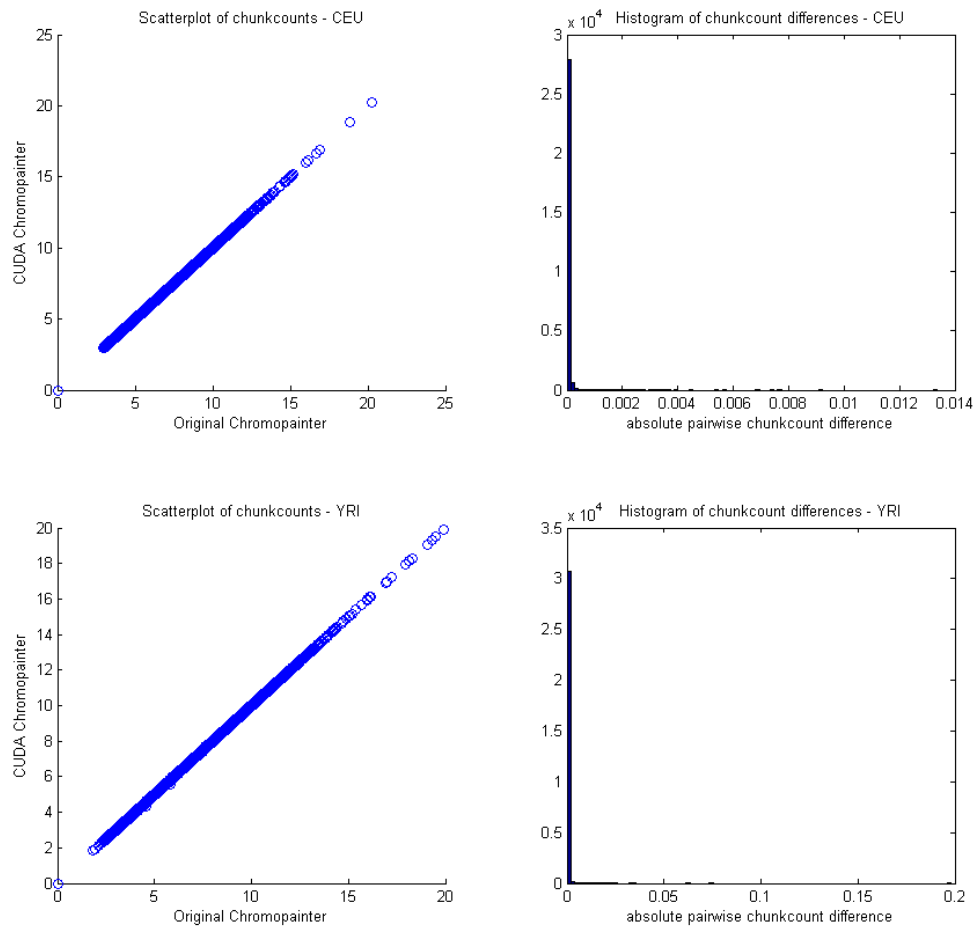 Scatterplot of chunkcounts - CEU
25
20
15
10
5
0
0 5 10 15 20 25
CUDA Chromopainter
Original Chromopainter
x 10^4 Histogram of chunkcount differences - CEU
3
2.5
2
1.5
1
0.5
0
0 0.002 0.004 0.006 0.008 0.01 0.012 0.014
absolute pairwise chunkcount difference
Scatterplot of chunkcounts - YRI
20
18
16
14
12
10
8
6
4
2
0
0 5 10 15 20
CUDA Chromopainter
Original Chromopainter
x 10^4 Histogram of chunkcount differences - YRI
3.5
3
2.5
2
1.5
1
0.5
0
0 0.05 0.1 0.15 0.2
absolute pairwise chunkcount difference